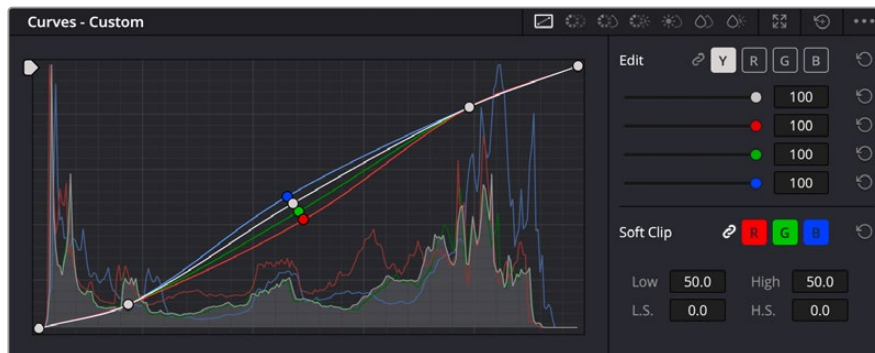 Curves - Custom
Edit Y R G B
100
100
100
100
Soft Clip R G B
Low 50.0 High 50.0
L.S. 0.0 H.S. 0.0